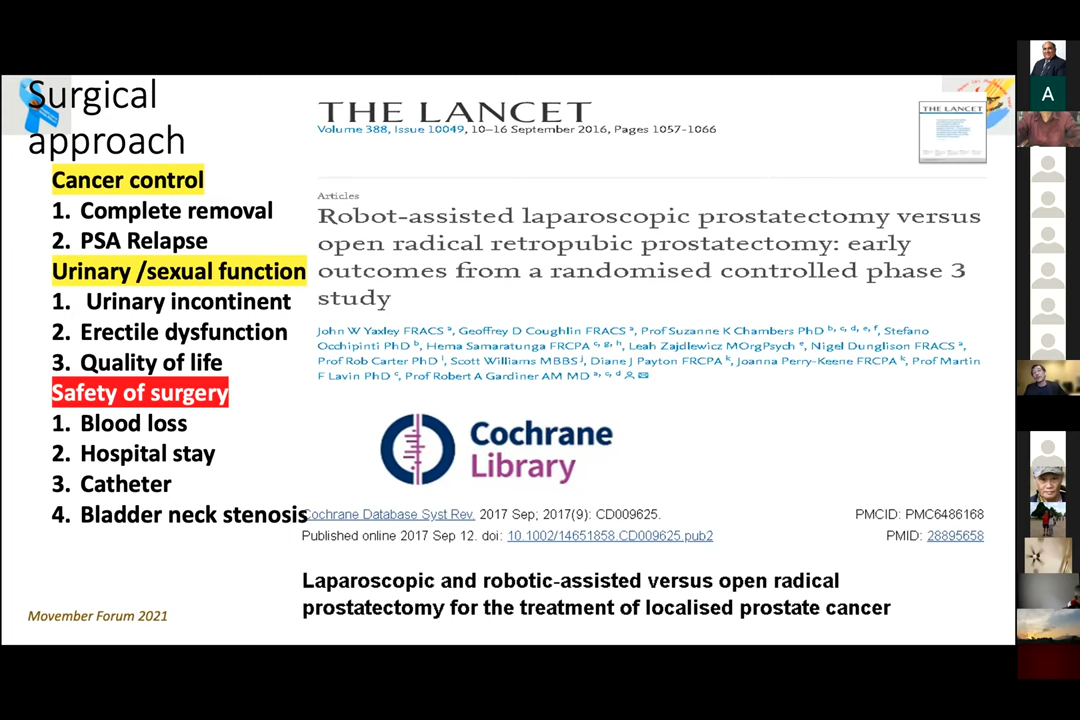 Surgical
approach
Cancer control
1. Complete removal
2. PSA Relapse
Urinary /sexual function
1. Urinary incontinent
2. Erectile dysfunction
3. Quality of life
Safety of surgery
1. Blood loss
2. Hospital stay
3. Catheter
4. Bladder neck stenosis
Movember Forum 2021
THE LANCET
Volume 388, Issue 10049, 10–16 September 2016, Pages 1057-1066
THE LANCET
Articles
Robot-assisted laparoscopic prostatectomy versus
open radical retropubic prostatectomy: early
outcomes from a randomised controlled phase 3
study
John W Yaxley FRACS a, Geoffrey D Coughlin FRACS a, Prof Suzanne K Chambers PhD b, c, d, e, f, Stefano
Occhipinti PhD b, Hema Samaratunga FRCPA c, g, h, Leah Zajdlewicz MOrgPsych e, Nigel Dunglison FRACS a,
Prof Rob Carter PhD i, Scott Williams MBBS j, Diane J Payton FRCPA k, Joanna Perry-Keene FRCPA k, Prof Martin
F Lavin PhD c, Prof Robert A Gardiner AM MD a, c, d
Cochrane
Library
Cochrane Database Syst Rev. 2017 Sep; 2017(9): CD009625.
PMCID: PMC6486168
Published online 2017 Sep 12. doi: 10.1002/14651858.CD009625.pub2
PMID: 28895658
Laparoscopic and robotic-assisted versus open radical
prostatectomy for the treatment of localised prostate cancer
A